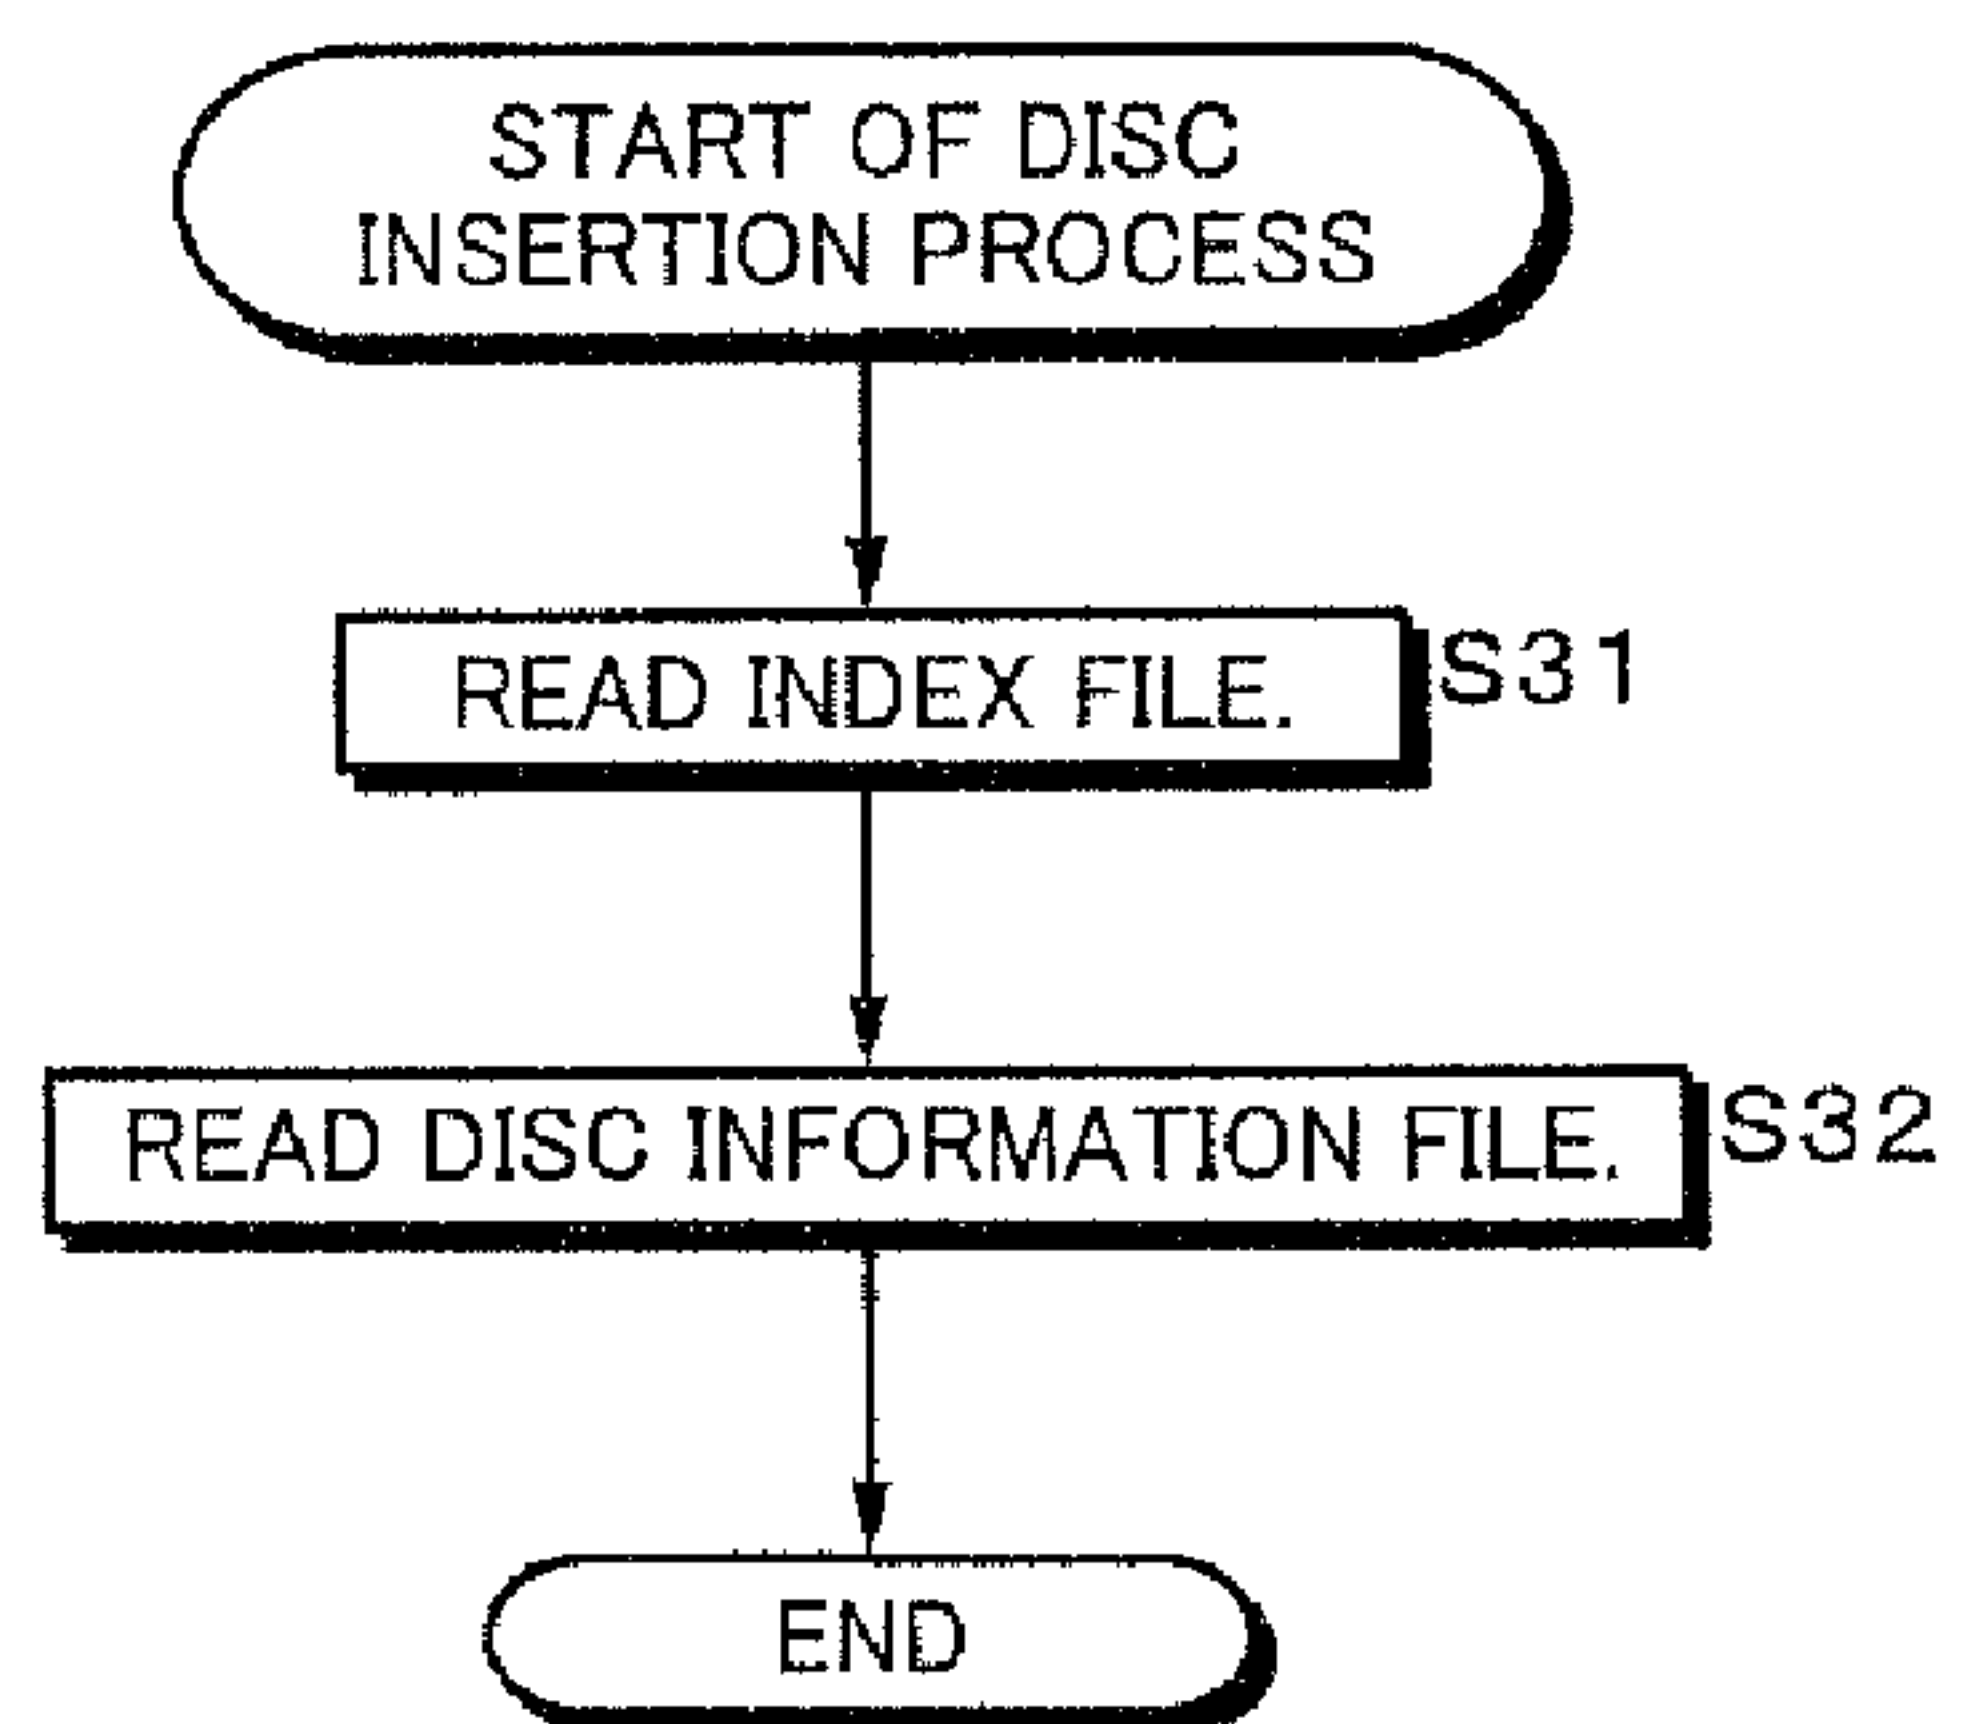 START OF DISC
INSERTION PROCESS
READ INDEX FILE.
S31
READ DISC INFORMATION FILE.
S32
END